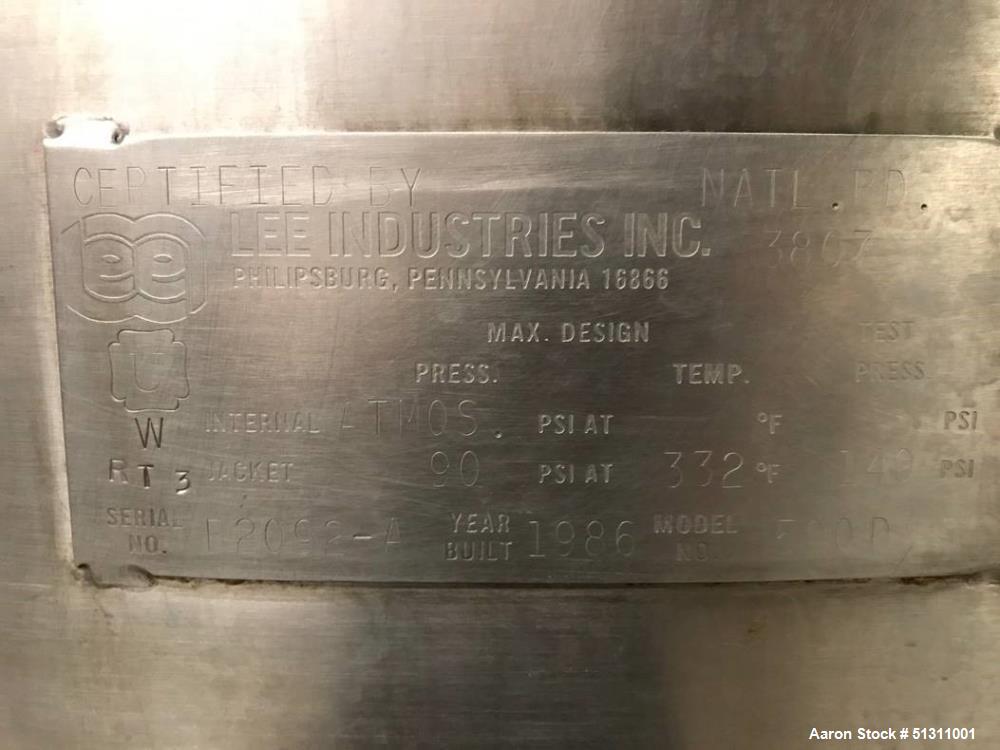 CERTIFIED BY NATL. BD.
LEE INDUSTRIES INC.
PHILIPSBURG, PENNSYLVANIA 16866
MAX. DESIGN TEST
PRESS. TEMP. PRESS.
U
W INTERNAL ATMOS. PSI AT °F PSI
RT 3 JACKET 90 PSI AT 332 °F 140 PSI
SERIAL NO. YEAR BUILT 1986 MODEL NO.
Aaron Stock # 51311001